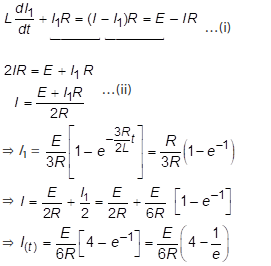 L dI₁/dt + I₁R = (I – I₁)R = E – IR …(i)
2IR = E + I₁ R
I = (E + I₁R)/(2R) …(ii)
⇒ I₁ = E/(3R) [1 – e^(–(3R/2L)t)] = R/(3R) (1 – e⁻¹)
⇒ I = E/(2R) + I₁/2 = E/(2R) + E/(6R) [1 – e⁻¹]
⇒ I₍t₎ = E/(6R) [4 – e⁻¹] = E/(6R) (4 – 1/e)